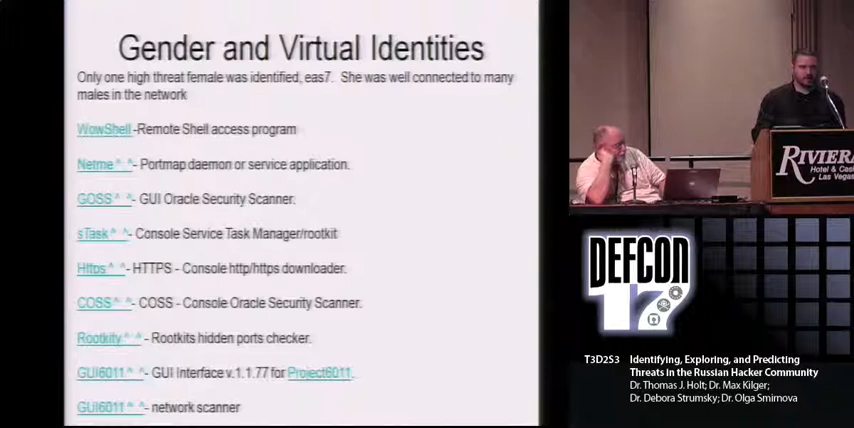 Gender and Virtual Identities
Only one high threat female was identified, eas7. She was well connected to many
males in the network
WowShell -Remote Shell access program
Netme^_^- Portmap daemon or service application.
GOSS^_^- GUI Oracle Security Scanner.
sTask^_^- Console Service Task Manager/rootkit
Https^_^- HTTPS - Console http/https downloader.
COSS^_^- COSS - Console Oracle Security Scanner.
Rootkity^_^ - Rootkits hidden ports checker.
GUI6011^_^ - GUI Interface v.1.1.77 for Project6011.
GUI6011^_^- network scanner
RIVIERA
Hotel & Cas
Las Vegas
DEFCON
17
T3D2S3 Identifying, Exploring, and Predicting
Threats in the Russian Hacker Community
Dr. Thomas J. Holt; Dr. Max Kilger;
Dr. Debora Strumsky; Dr. Olga Smirnova